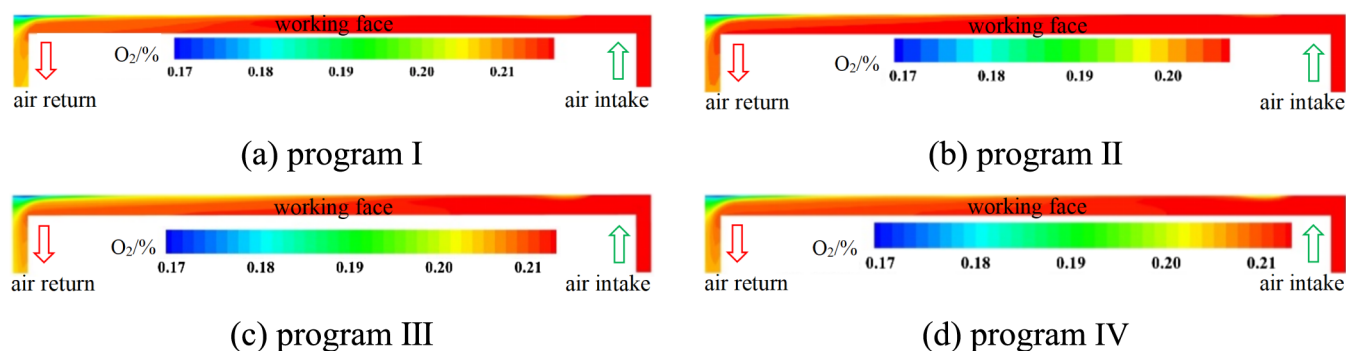 working face
O₂/%
0.17 0.18 0.19 0.20 0.21
air return
air intake
(a) program I
working face
O₂/%
0.17 0.18 0.19 0.20
air return
air intake
(b) program II
working face
O₂/%
0.17 0.18 0.19 0.20 0.21
air return
air intake
(c) program III
working face
O₂/%
0.17 0.18 0.19 0.20 0.21
air return
air intake
(d) program IV